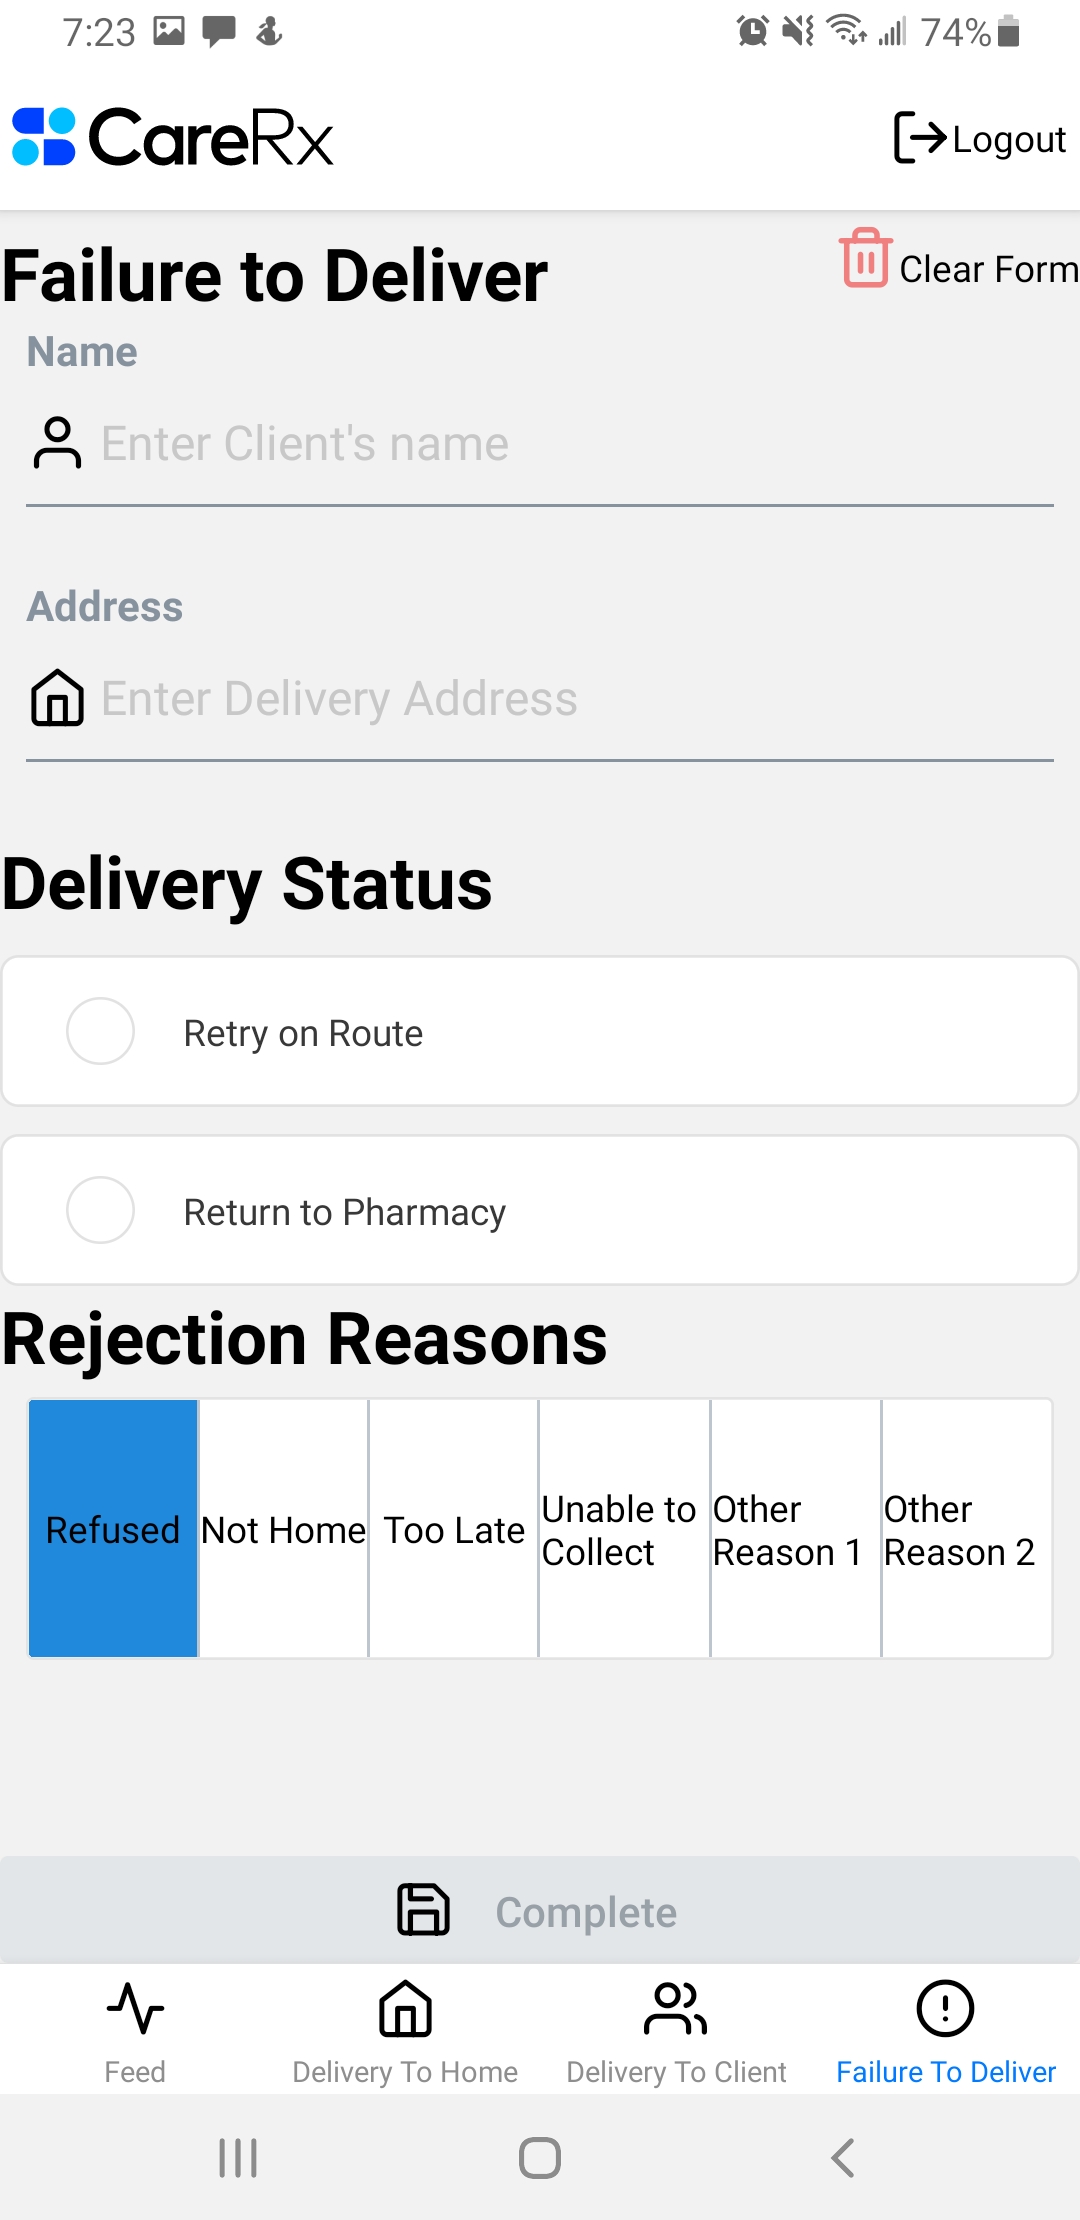 7:23
74%
CareRx
Logout
Failure to Deliver
Clear Form
Name
Enter Client's name
Address
Enter Delivery Address
Delivery Status
Retry on Route
Return to Pharmacy
Rejection Reasons
Refused
Not Home
Too Late
Unable to
Collect
Other
Reason 1
Other
Reason 2
Complete
Feed
Delivery To Home
Delivery To Client
Failure To Deliver